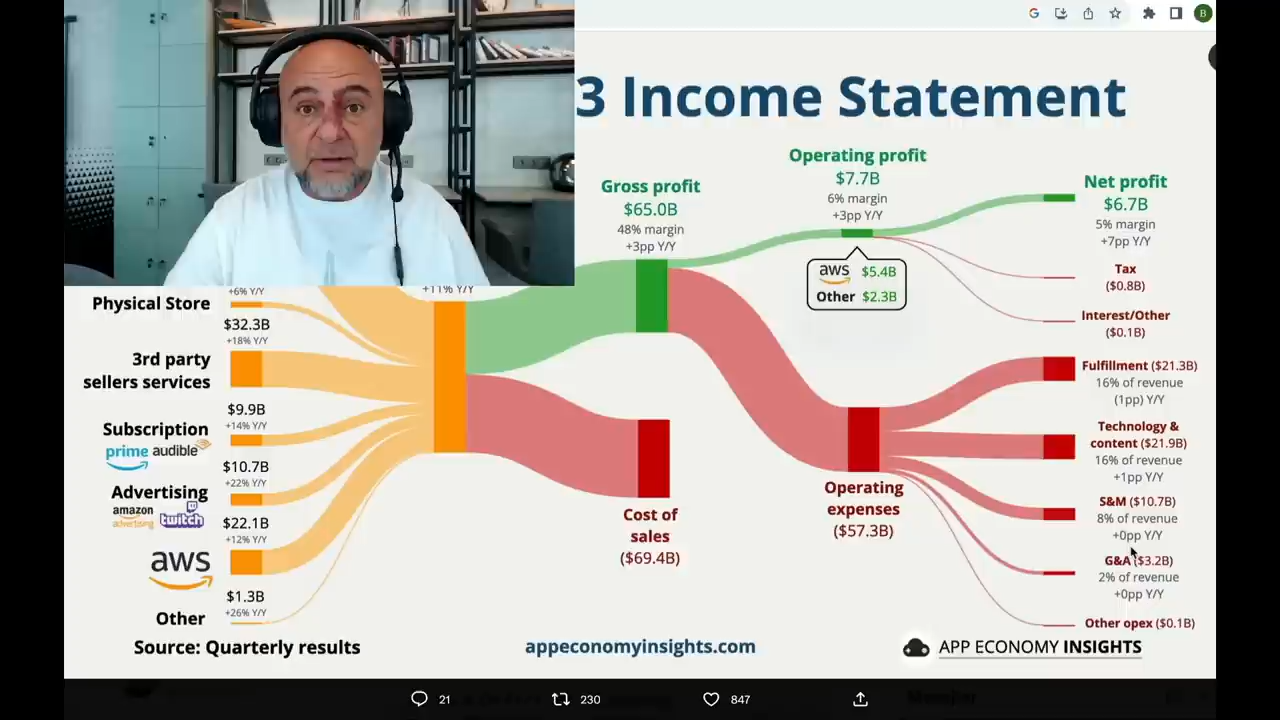 B
3 Income Statement
Operating profit
$7.7B
6% margin
+3pp Y/Y
Gross profit
$65.0B
48% margin
+3pp Y/Y
Net profit
$6.7B
5% margin
+7pp Y/Y
aws $5.4B
Other $2.3B
Tax
($0.8B)
Interest/Other
($0.1B)
+11% Y/Y
+6% Y/Y
Physical Store
$32.3B
+18% Y/Y
3rd party
sellers services
$9.9B
+14% Y/Y
Subscription
prime audible
$10.7B
+22% Y/Y
Advertising
amazon
advertising
twitch
$22.1B
+12% Y/Y
aws
$1.3B
+26% Y/Y
Other
Cost of
sales
($69.4B)
Operating
expenses
($57.3B)
Fulfillment ($21.3B)
16% of revenue
(1pp) Y/Y
Technology &
content ($21.9B)
16% of revenue
+1pp Y/Y
S&M ($10.7B)
8% of revenue
+0pp Y/Y
G&A ($3.2B)
2% of revenue
+0pp Y/Y
Other opex ($0.1B)
Source: Quarterly results
appeconomyinsights.com
APP ECONOMY INSIGHTS
21
230
847